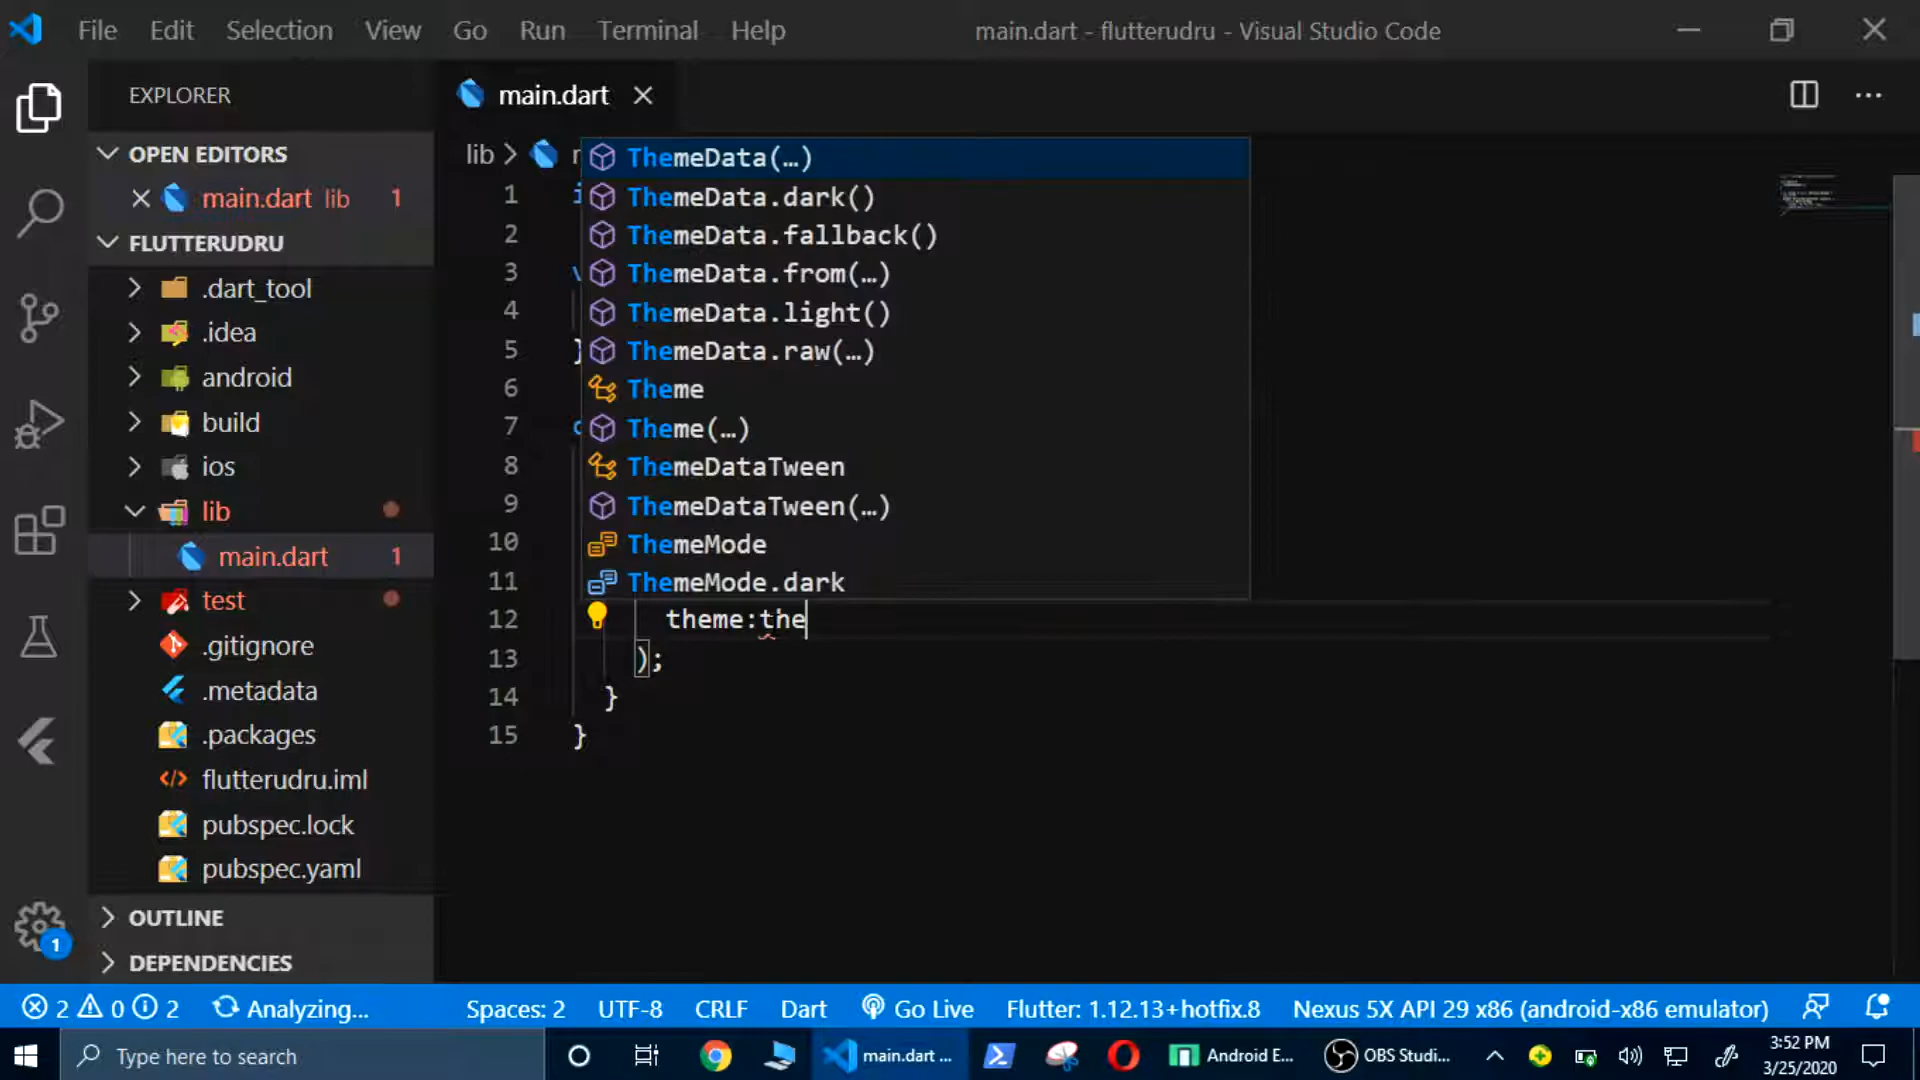 File Edit Selection View Go Run Terminal Help main.dart - flutterudru - Visual Studio Code
EXPLORER
main.dart
OPEN EDITORS
main.dart lib 1
FLUTTERUDRU
.dart_tool
.idea
android
build
ios
lib
main.dart 1
test
.gitignore
.metadata
.packages
flutterudru.iml
pubspec.lock
pubspec.yaml
OUTLINE
DEPENDENCIES
lib >
ThemeData(…)
ThemeData.dark()
ThemeData.fallback()
ThemeData.from(…)
ThemeData.light()
ThemeData.raw(…)
Theme
Theme(…)
ThemeDataTween
ThemeDataTween(…)
ThemeMode
ThemeMode.dark
1
2
3
4
5 }
6
7
8
9
10
11
12 theme:the
13 );
14 }
15 }
2 0 2 Analyzing... Spaces: 2 UTF-8 CRLF Dart Go Live Flutter: 1.12.13+hotfix.8 Nexus 5X API 29 x86 (android-x86 emulator)
1
Type here to search
main.dart ...
Android E...
OBS Studi...
3:52 PM
3/25/2020